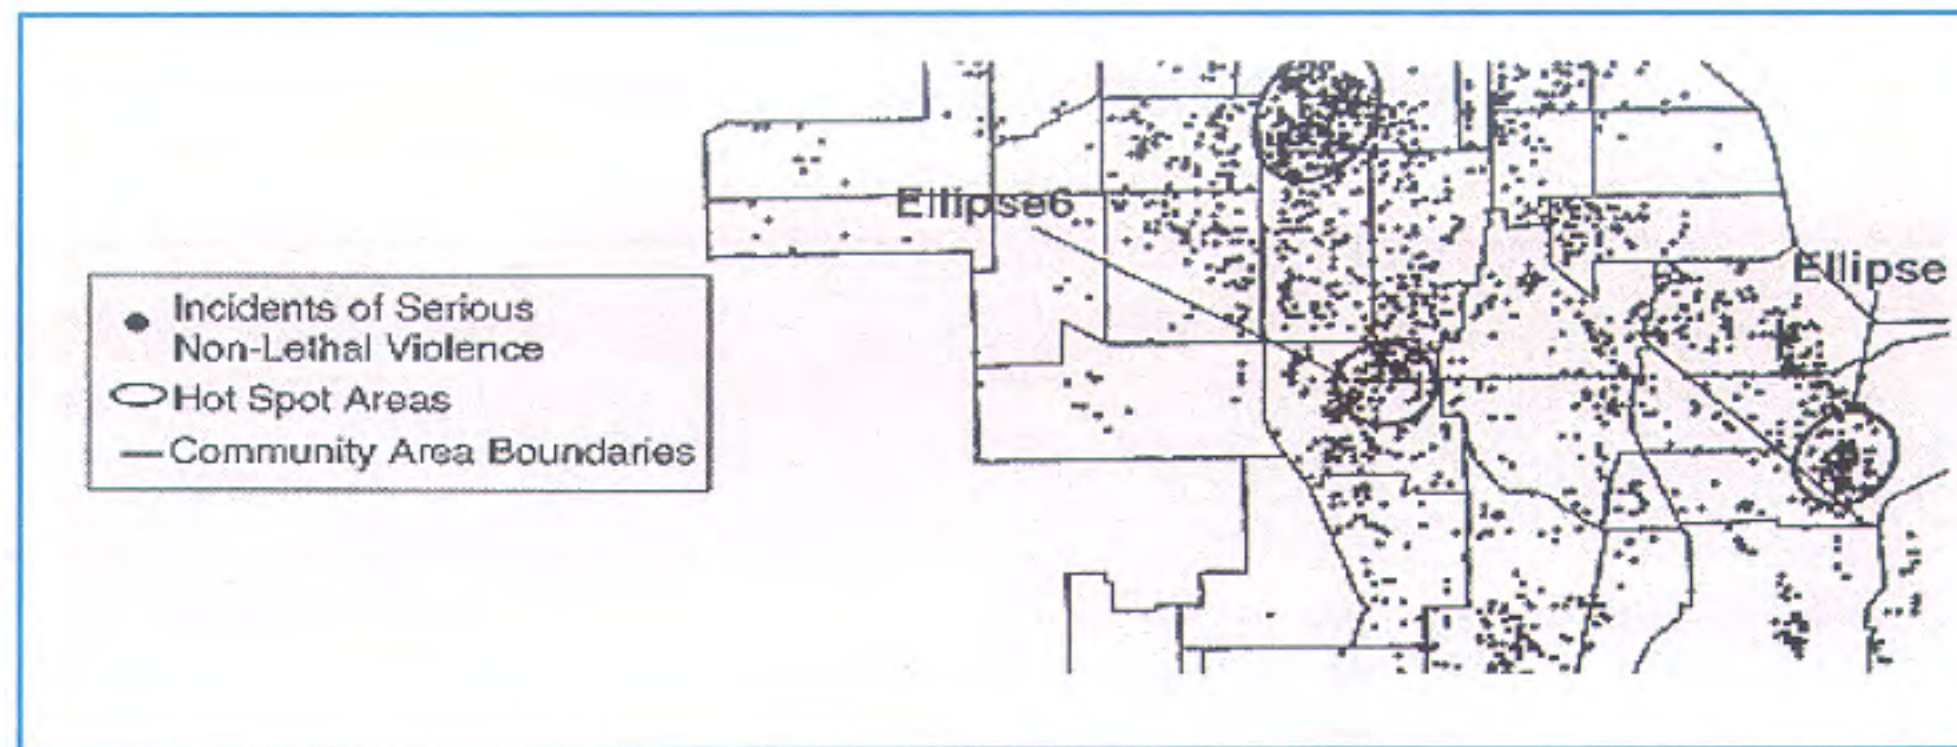 Ellipse6
Ellipse
Incidents of Serious
Non-Lethal Violence
Hot Spot Areas
Community Area Boundaries